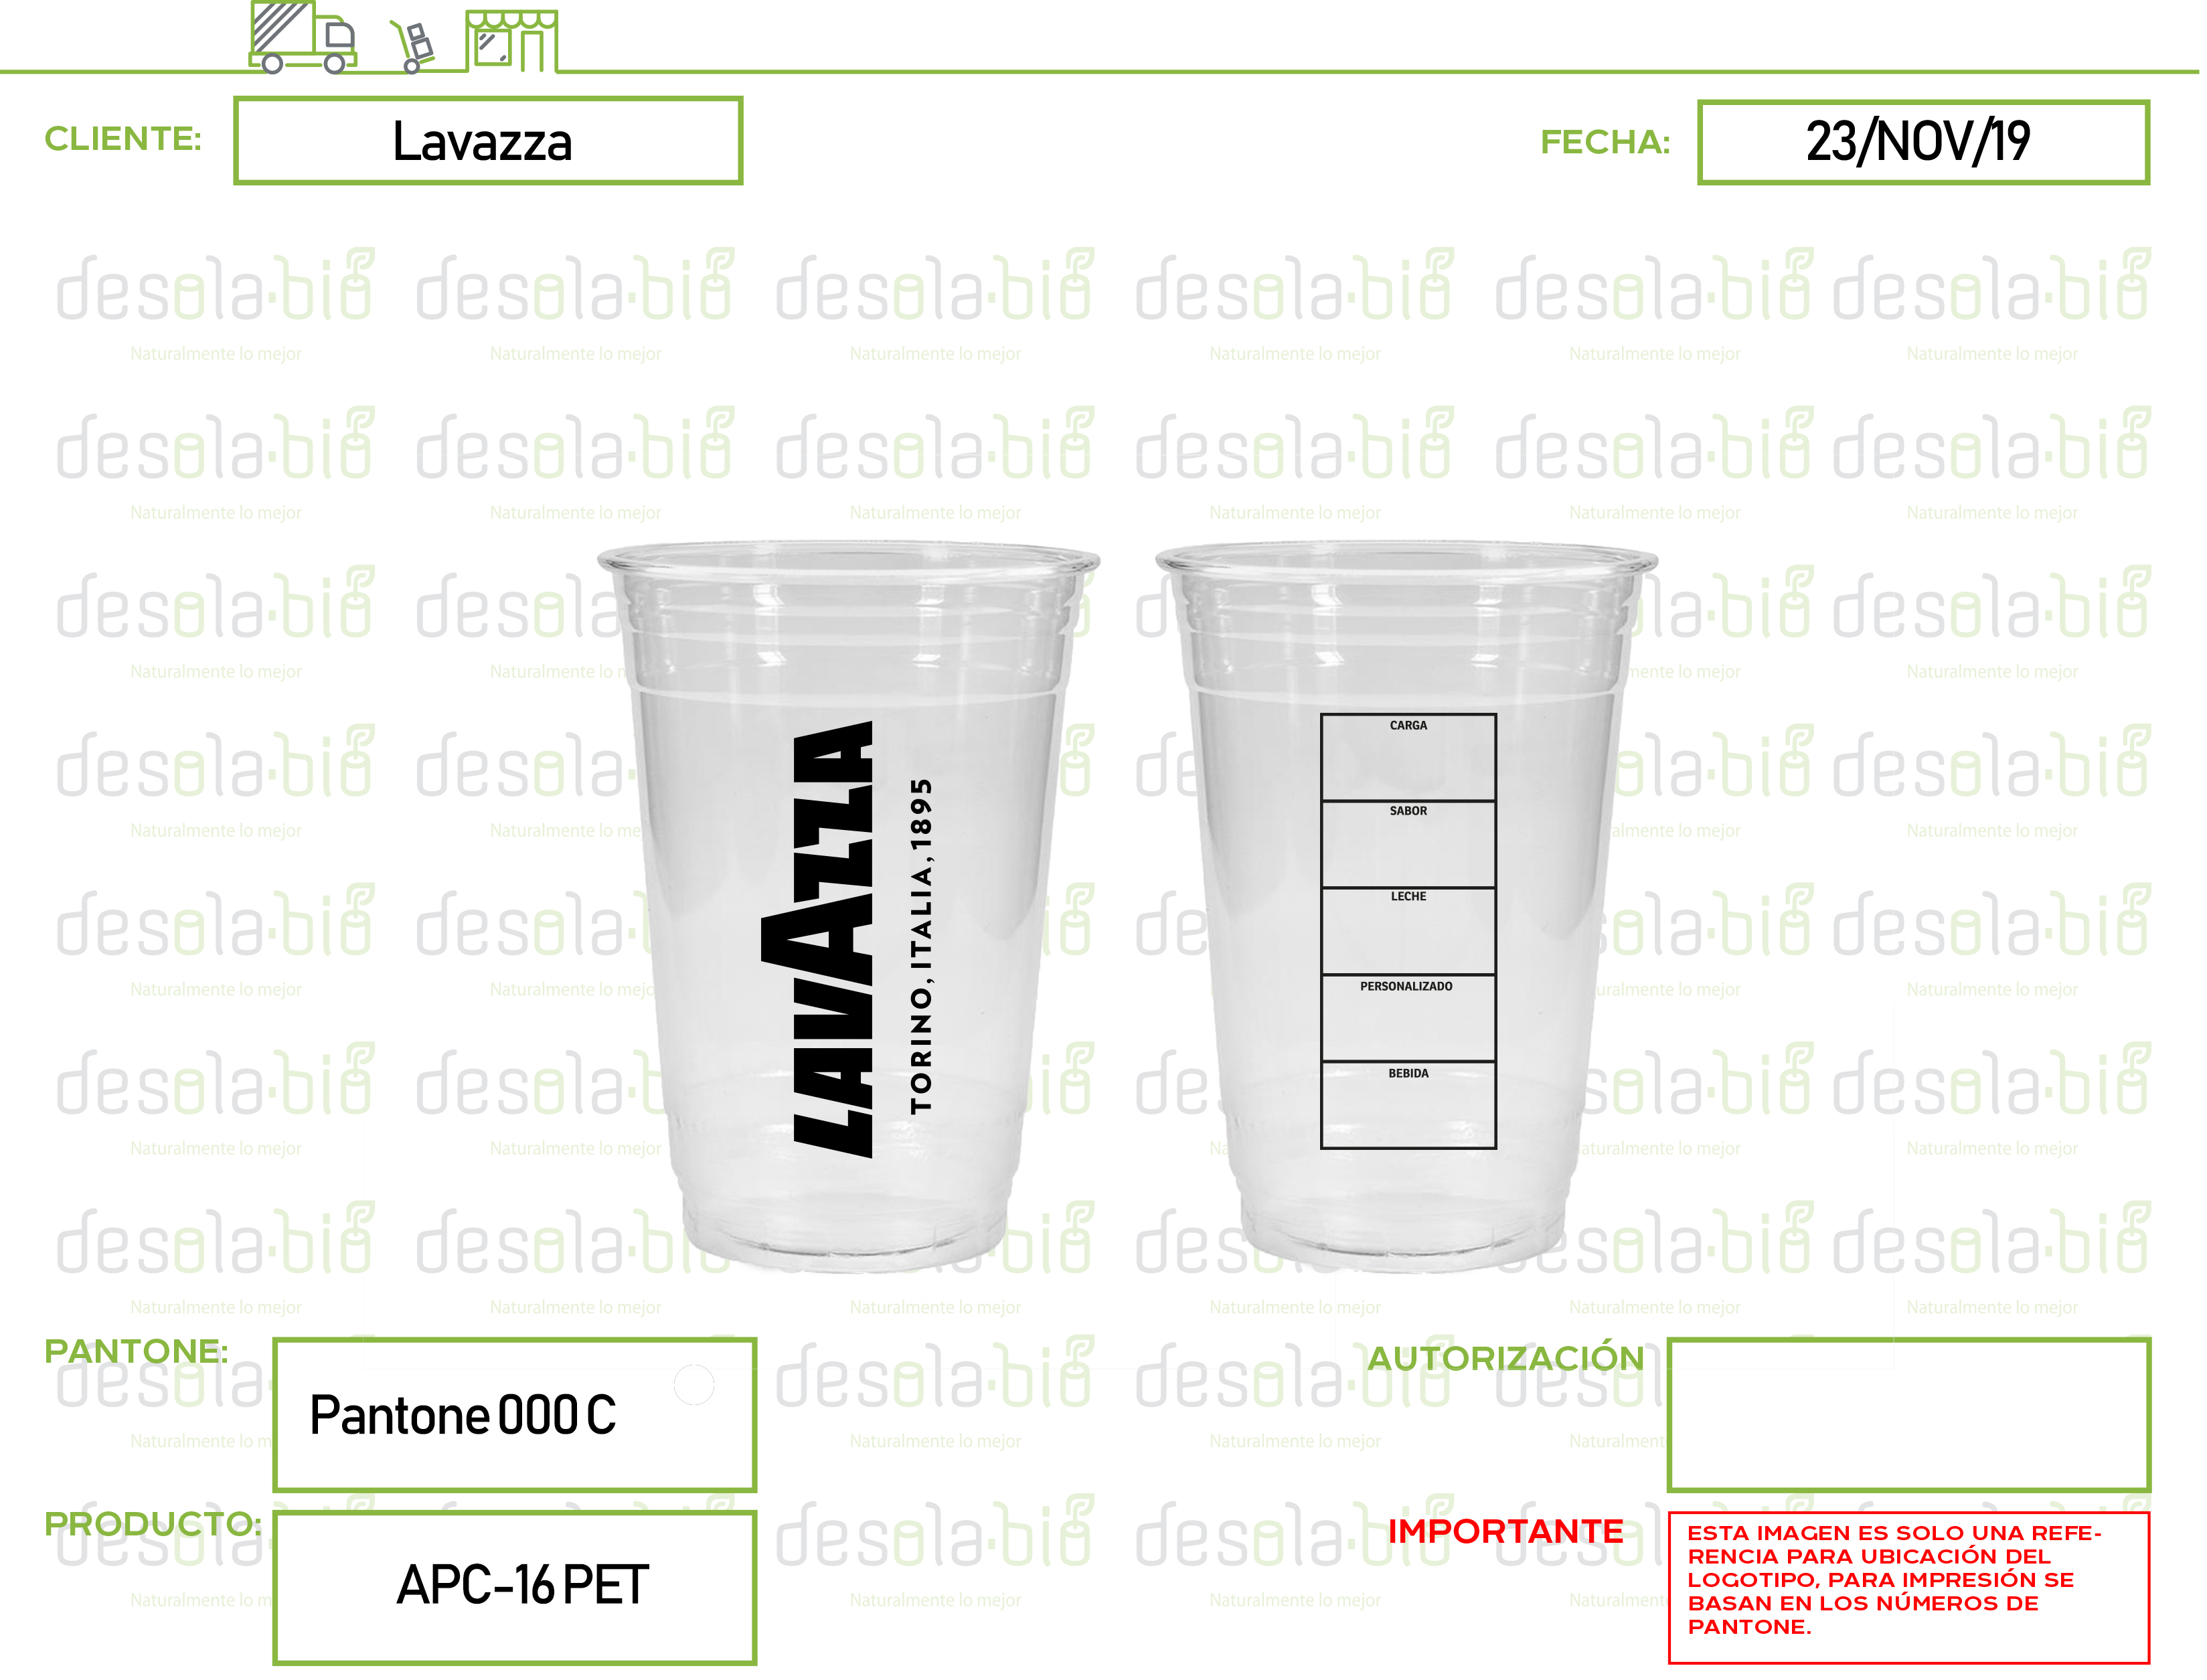 CLIENTE:
Lavazza
FECHA:
23/NOV/19
desola·bio
Naturalmente lo mejor
LAVAZZA
TORINO, ITALIA, 1895
CARGA
SABOR
LECHE
PERSONALIZADO
BEBIDA
PANTONE:
Pantone 000 C
AUTORIZACIÓN
PRODUCTO:
APC-16 PET
IMPORTANTE
ESTA IMAGEN ES SOLO UNA REFE-
RENCIA PARA UBICACIÓN DEL
LOGOTIPO, PARA IMPRESIÓN SE
BASAN EN LOS NÚMEROS DE
PANTONE.